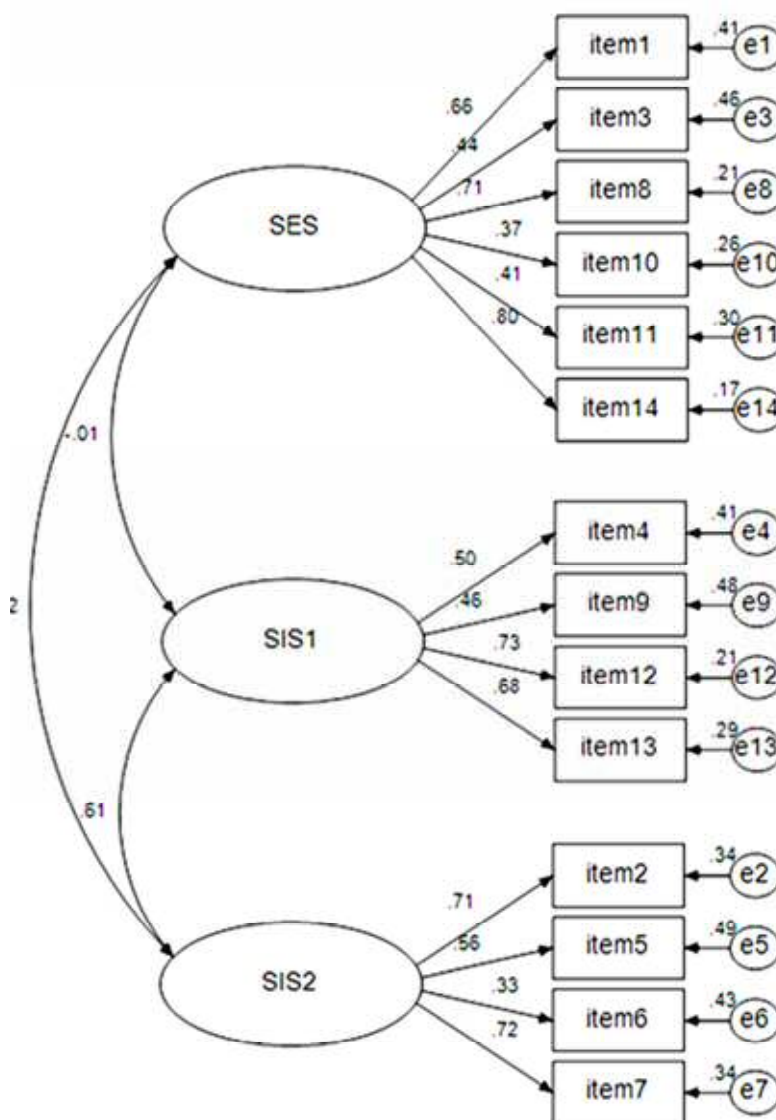 .41
item1 e1
.66
.46
item3 e3
.44
.21
item8 e8
.71
SES
.37
.26
item10 e10
.41
.30
item11 e11
.80
.17
item14 e14
-.01
.41
item4 e4
.50
.48
item9 e9
.46
SIS1
.73
.21
item12 e12
.68
.29
item13 e13
.61
.34
item2 e2
.71
.49
item5 e5
.56
SIS2
.33
.43
item6 e6
.72
.34
item7 e7